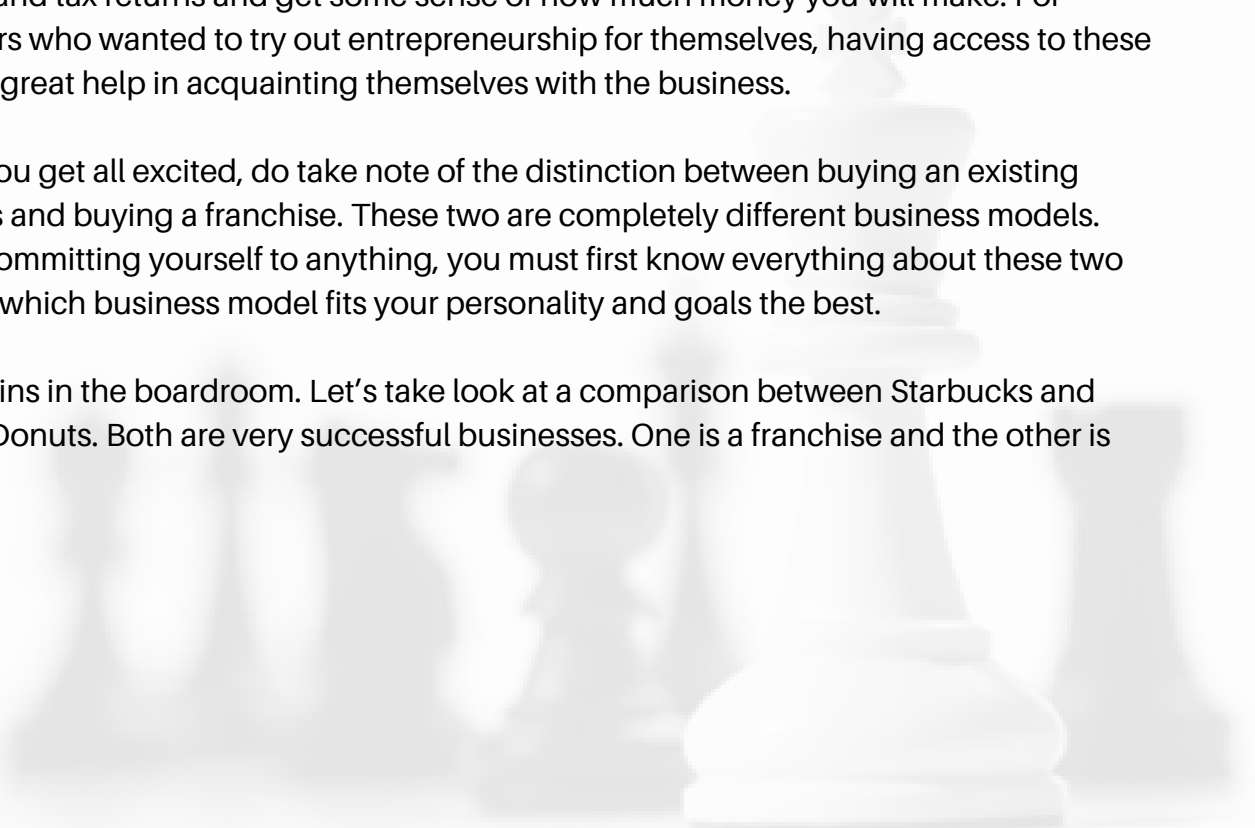 and tax returns and get some sense of how much money you will make. For
who wanted to try out entrepreneurship for themselves, having access to these
great help in acquainting themselves with the business.
get all excited, do take note of the distinction between buying an existing
and buying a franchise. These two are completely different business models.
yourself to anything, you must first know everything about these two
which business model fits your personality and goals the best.
in the boardroom. Let’s take look at a comparison between Starbucks and
Donuts. Both are very successful businesses. One is a franchise and the other is